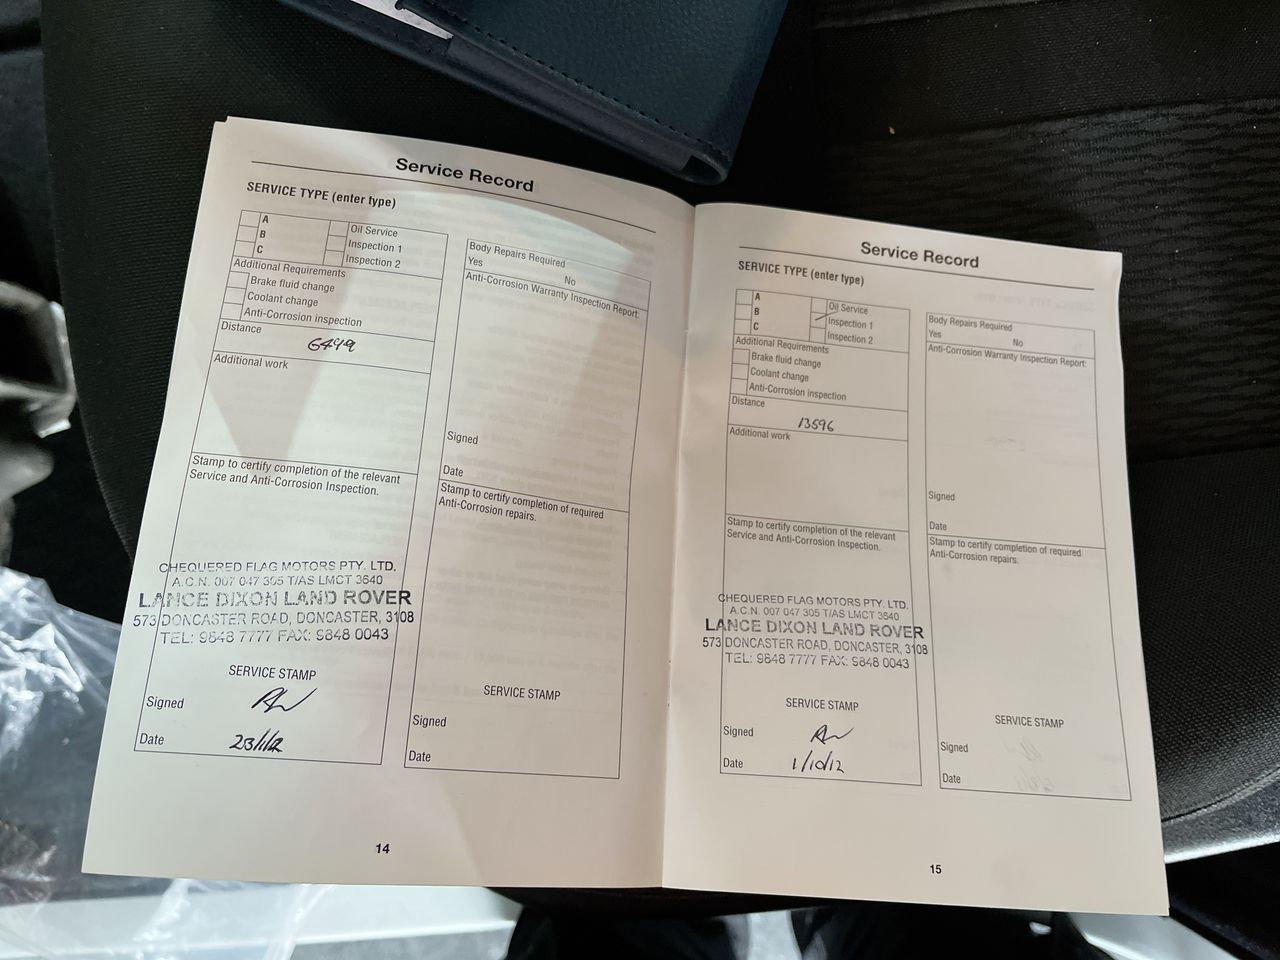 Service Record
SERVICE TYPE (enter type)
A
B
C
Oil Service
Inspection 1
Inspection 2
Additional Requirements
Brake fluid change
Coolant change
Anti-Corrosion inspection
Distance
6499
Additional work
Stamp to certify completion of the relevant
Service and Anti-Corrosion Inspection.
CHEQUERED FLAG MOTORS PTY. LTD.
A.C.N. 007 047 305 T/AS LMCT 3640
LANCE DIXON LAND ROVER
573 DONCASTER ROAD, DONCASTER, 3108
TEL: 9848 7777 FAX: 9848 0043
SERVICE STAMP
Signed
Date
23/1/12
Body Repairs Required
Yes No
Anti-Corrosion Warranty Inspection Report:
Signed
Date
Stamp to certify completion of required
Anti-Corrosion repairs.
SERVICE STAMP
Signed
Date
14
Service Record
SERVICE TYPE (enter type)
A
B
C
Oil Service
Inspection 1
Inspection 2
Additional Requirements
Brake fluid change
Coolant change
Anti-Corrosion inspection
Distance
13596
Additional work
Stamp to certify completion of the relevant
Service and Anti-Corrosion Inspection.
CHEQUERED FLAG MOTORS PTY. LTD.
A.C.N. 007 047 305 T/AS LMCT 3640
LANCE DIXON LAND ROVER
573 DONCASTER ROAD, DONCASTER, 3108
TEL: 9848 7777 FAX: 9848 0043
SERVICE STAMP
Signed
Date
1/10/12
Body Repairs Required
Yes No
Anti-Corrosion Warranty Inspection Report:
Signed
Date
Stamp to certify completion of required
Anti-Corrosion repairs.
SERVICE STAMP
Signed
Date
15